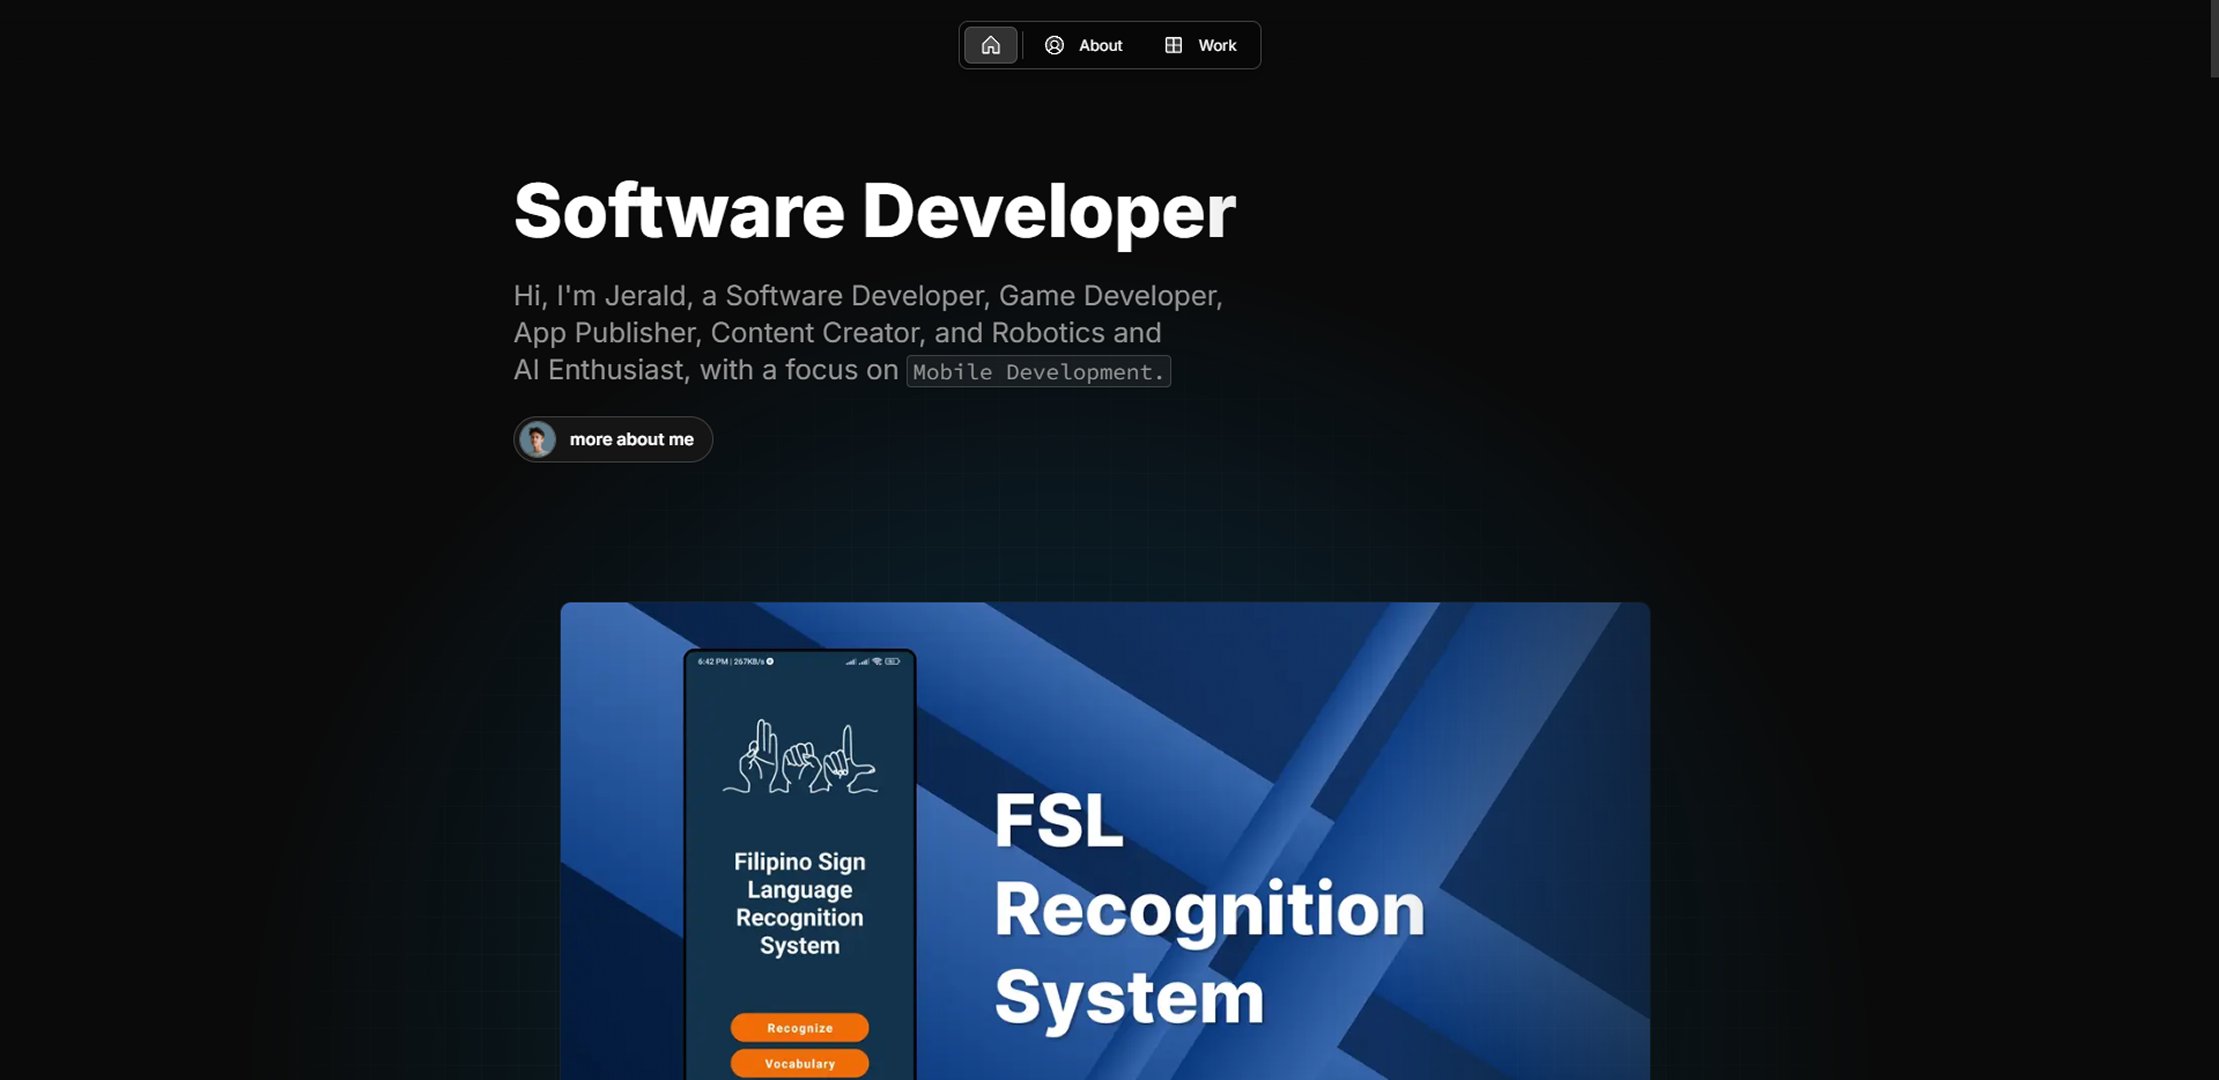 About
Work
Software Developer
Hi, I'm Jerald, a Software Developer, Game Developer,
App Publisher, Content Creator, and Robotics and
AI Enthusiast, with a focus on Mobile Development.
more about me
6:42 PM | 267KB/s
Filipino Sign
Language
Recognition
System
Recognize
Vocabulary
FSL
Recognition
System